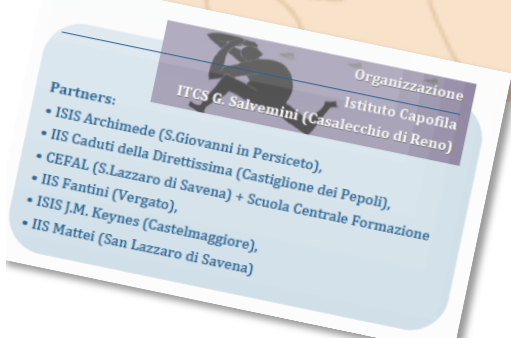 Organizzazione
Istituto Capofila
ITCS G. Salvemini (Casalecchio di Reno)
Partners:
• ISIS Archimede (S.Giovanni in Persiceto),
• IIS Caduti della Direttissima (Castiglione dei Pepoli),
• CEFAL (S.Lazzaro di Savena) + Scuola Centrale Formazione
• IIS Fantini (Vergato),
• ISIS J.M. Keynes (Castelmaggiore),
• IIS Mattei (San Lazzaro di Savena)